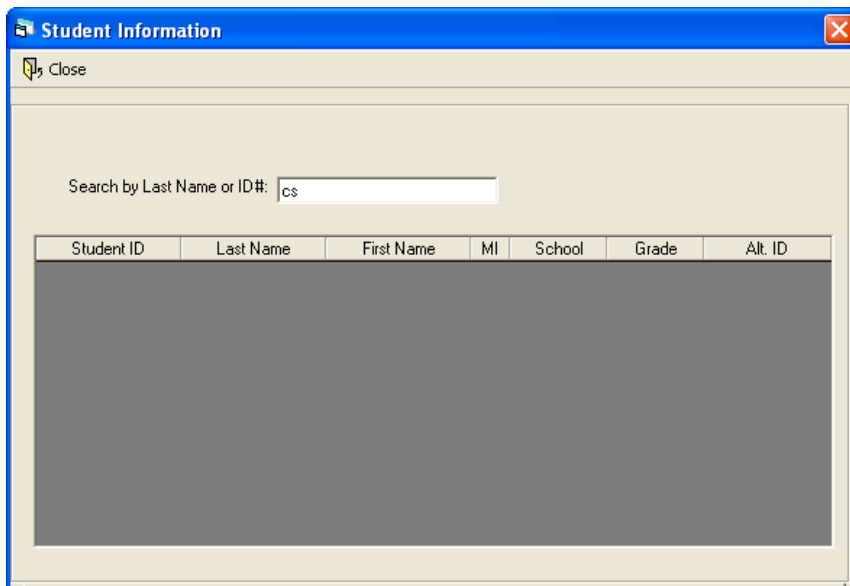 Student Information
Close
Search by Last Name or ID#: cs
Student ID Last Name First Name MI School Grade Alt. ID